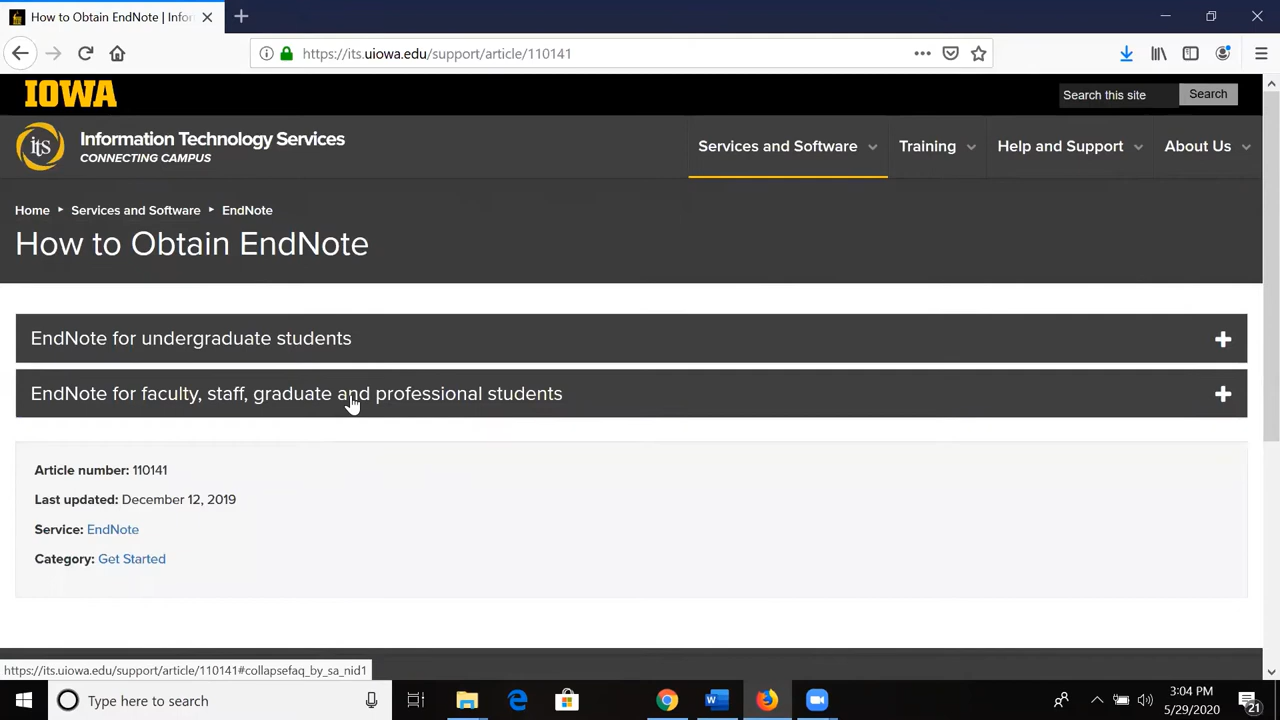 How to Obtain EndNote | Infor
https://its.uiowa.edu/support/article/110141
IOWA
Search this site
Search
its
Information Technology Services
CONNECTING CAMPUS
Services and Software
Training
Help and Support
About Us
Home
Services and Software
EndNote
How to Obtain EndNote
EndNote for undergraduate students
EndNote for faculty, staff, graduate and professional students
Article number: 110141
Last updated: December 12, 2019
Service: EndNote
Category: Get Started
https://its.uiowa.edu/support/article/110141#collapsefaq_by_sa_nid1
Type here to search
3:04 PM
5/29/2020
21